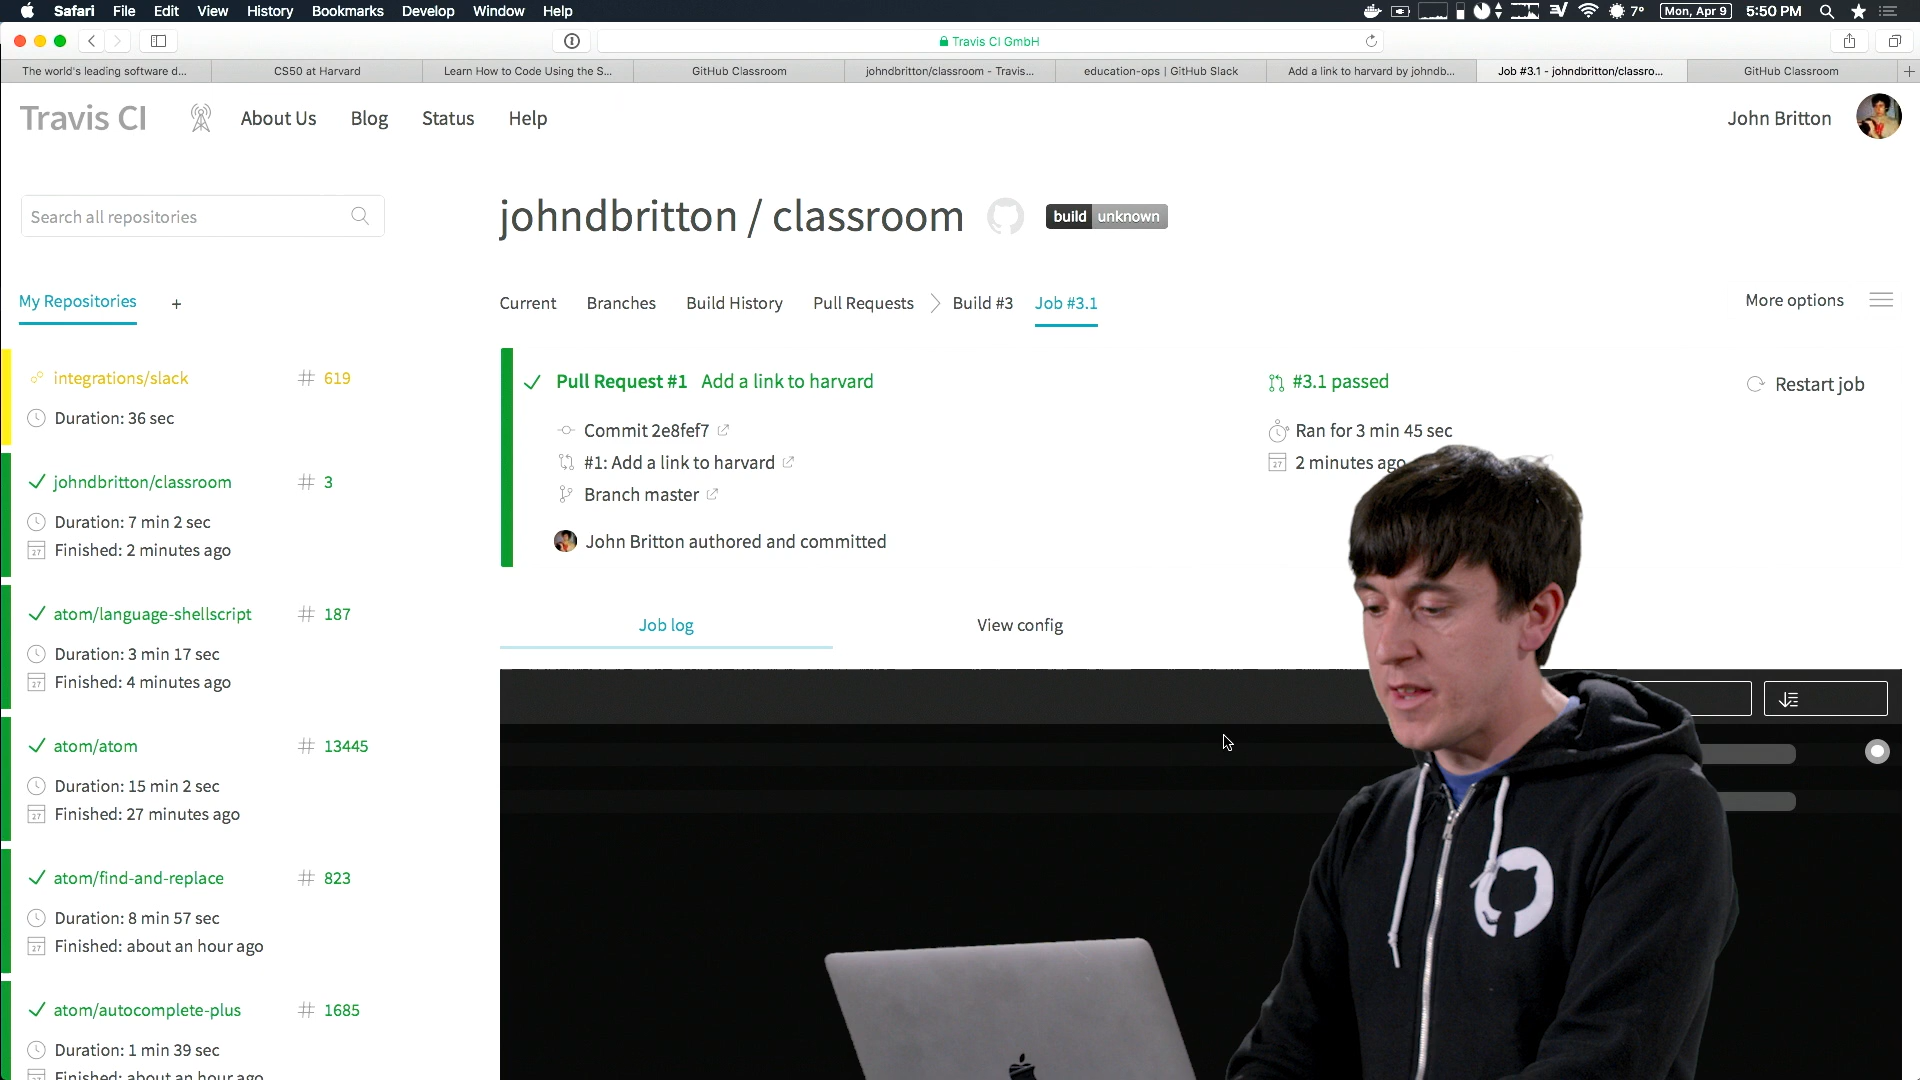 Safari File Edit View History Bookmarks Develop Window Help 7° Mon, Apr 9 5:50 PM
Travis CI GmbH
The world's leading software d... CS50 at Harvard Learn How to Code Using the S... GitHub Classroom johndbritton/classroom - Travis... education-ops | GitHub Slack Add a link to harvard by johndb... Job #3.1 - johndbritton/classro... GitHub Classroom +
Travis CI About Us Blog Status Help John Britton
Search all repositories
johndbritton / classroom build unknown
My Repositories +
Current Branches Build History Pull Requests Build #3 Job #3.1 More options
integrations/slack # 619
Duration: 36 sec
johndbritton/classroom # 3
Duration: 7 min 2 sec
27 Finished: 2 minutes ago
atom/language-shellscript # 187
Duration: 3 min 17 sec
27 Finished: 4 minutes ago
atom/atom # 13445
Duration: 15 min 2 sec
27 Finished: 27 minutes ago
atom/find-and-replace # 823
Duration: 8 min 57 sec
27 Finished: about an hour ago
atom/autocomplete-plus # 1685
Duration: 1 min 39 sec
Finished: about an hour ago
Pull Request #1 Add a link to harvard
Commit 2e8fef7
#1: Add a link to harvard
Branch master
John Britton authored and committed
#3.1 passed
Ran for 3 min 45 sec
27 2 minutes ago
Restart job
Job log View config